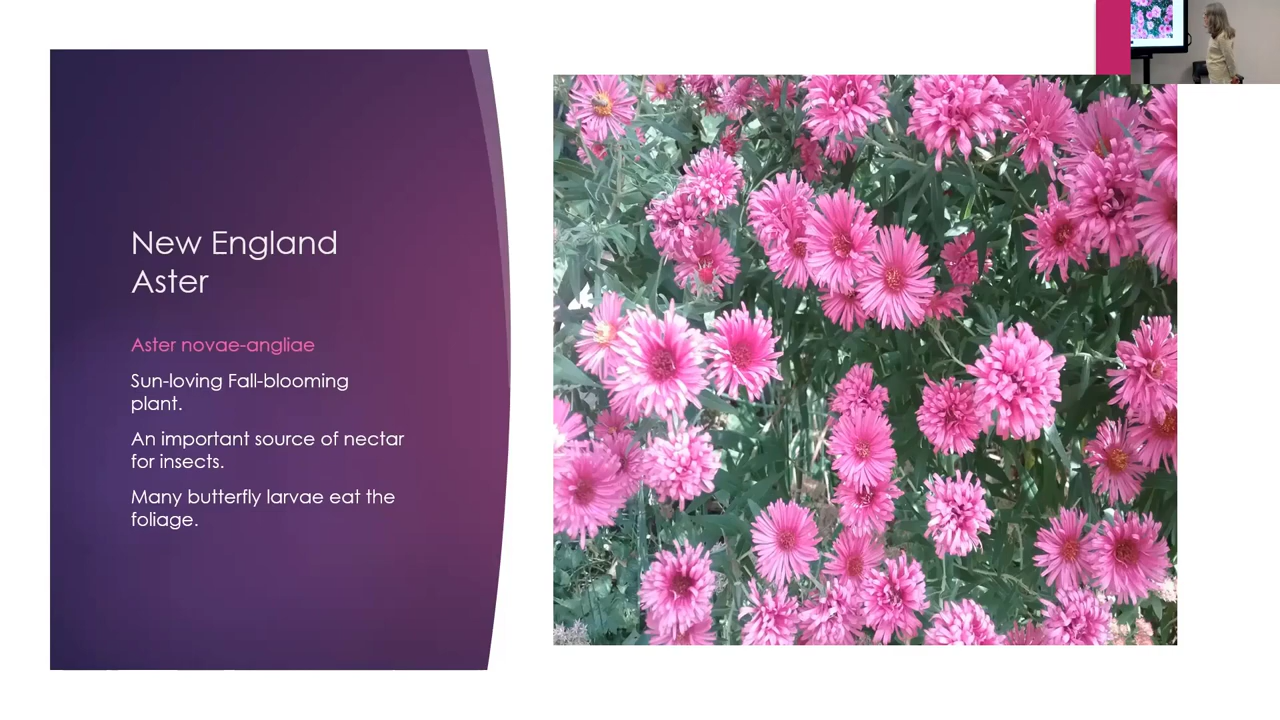 New England
Aster
Aster novae-angliae
Sun-loving Fall-blooming
plant.
An important source of nectar
for insects.
Many butterfly larvae eat the
foliage.